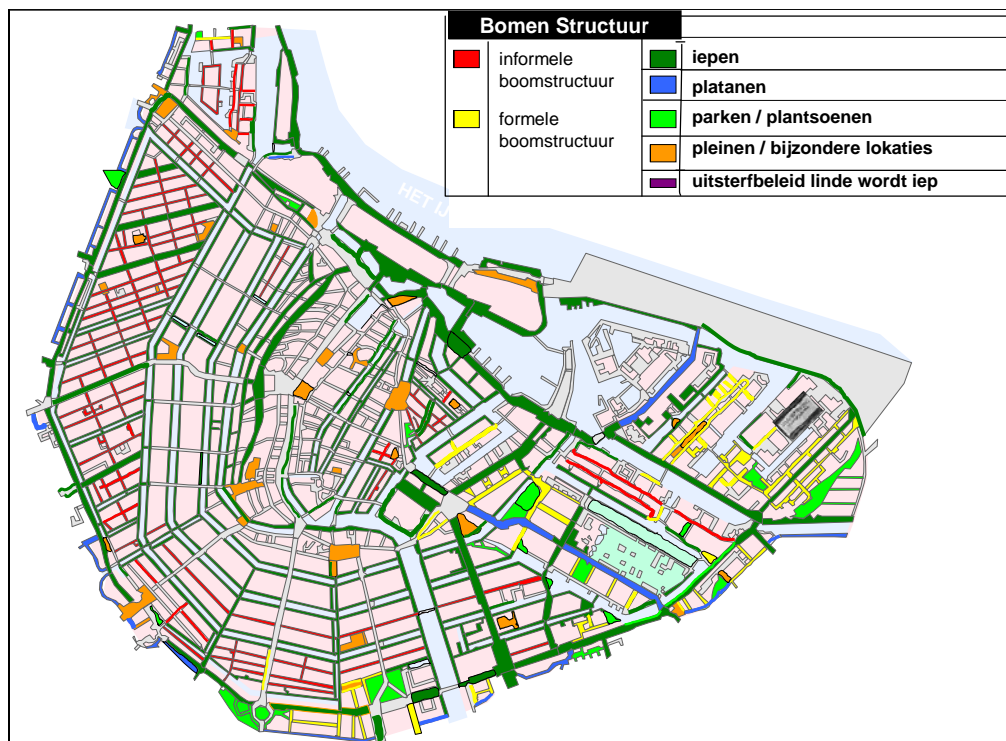 Bomen Structuur
informele
boomstructuur
formele
boomstructuur
iepen
platanen
parken / plantsoenen
pleinen / bijzondere lokaties
uitsterfbeleid linde wordt iep
HET IJ